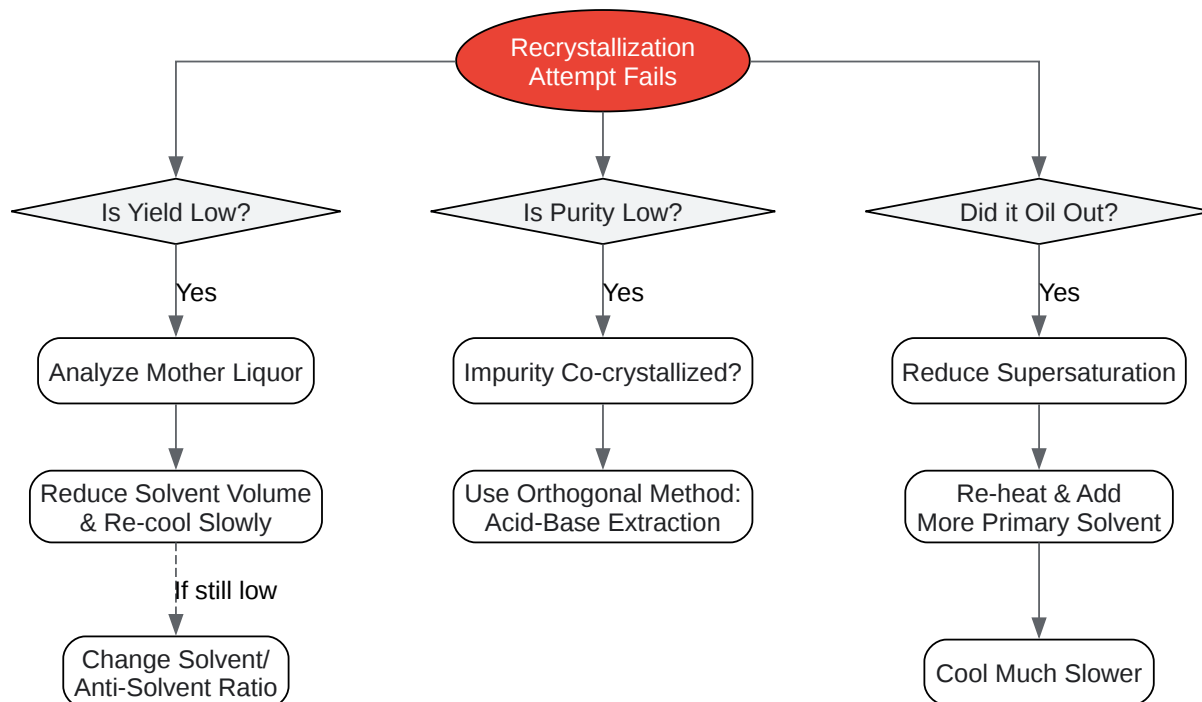 Recrystallization
Attempt Fails
Is Yield Low?
Is Purity Low?
Did it Oil Out?
Yes
Yes
Yes
Analyze Mother Liquor
Impurity Co-crystallized?
Reduce Supersaturation
Reduce Solvent Volume
& Re-cool Slowly
Use Orthogonal Method:
Acid-Base Extraction
Re-heat & Add
More Primary Solvent
If still low
Change Solvent/
Anti-Solvent Ratio
Cool Much Slower